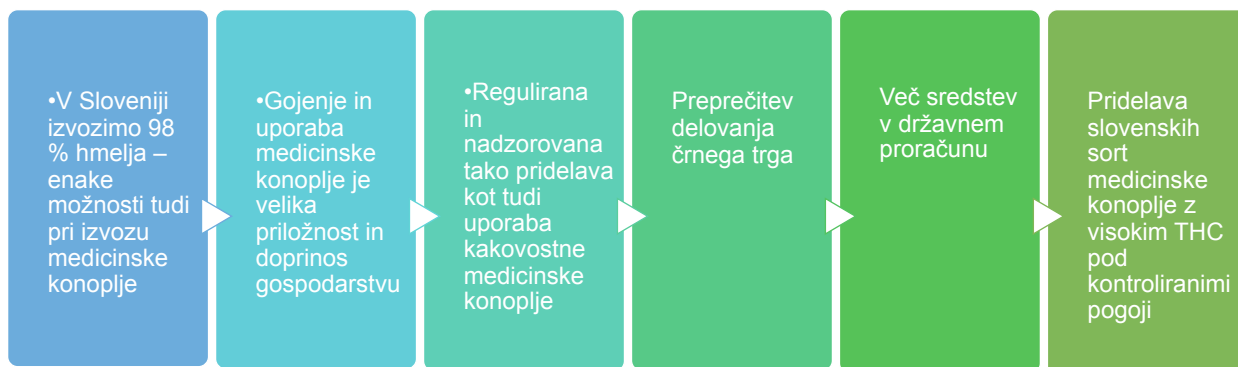 •V Sloveniji
izvozimo 98
% hmelja –
enake
možnosti tudi
pri izvozu
medicinske
konoplje
•Gojenje in
uporaba
medicinske
konoplje je
velika
priložnost in
doprinos
gospodarstvu
•Regulirana
in
nadzorovana
tako pridelava
kot tudi
uporaba
kakovostne
medicinske
konoplje
Preprečitev
delovanja
črnega trga
Več sredstev
v državnem
proračunu
Pridelava
slovenskih
sort
medicinske
konoplje z
visokim THC
pod
kontroliranimi
pogoji